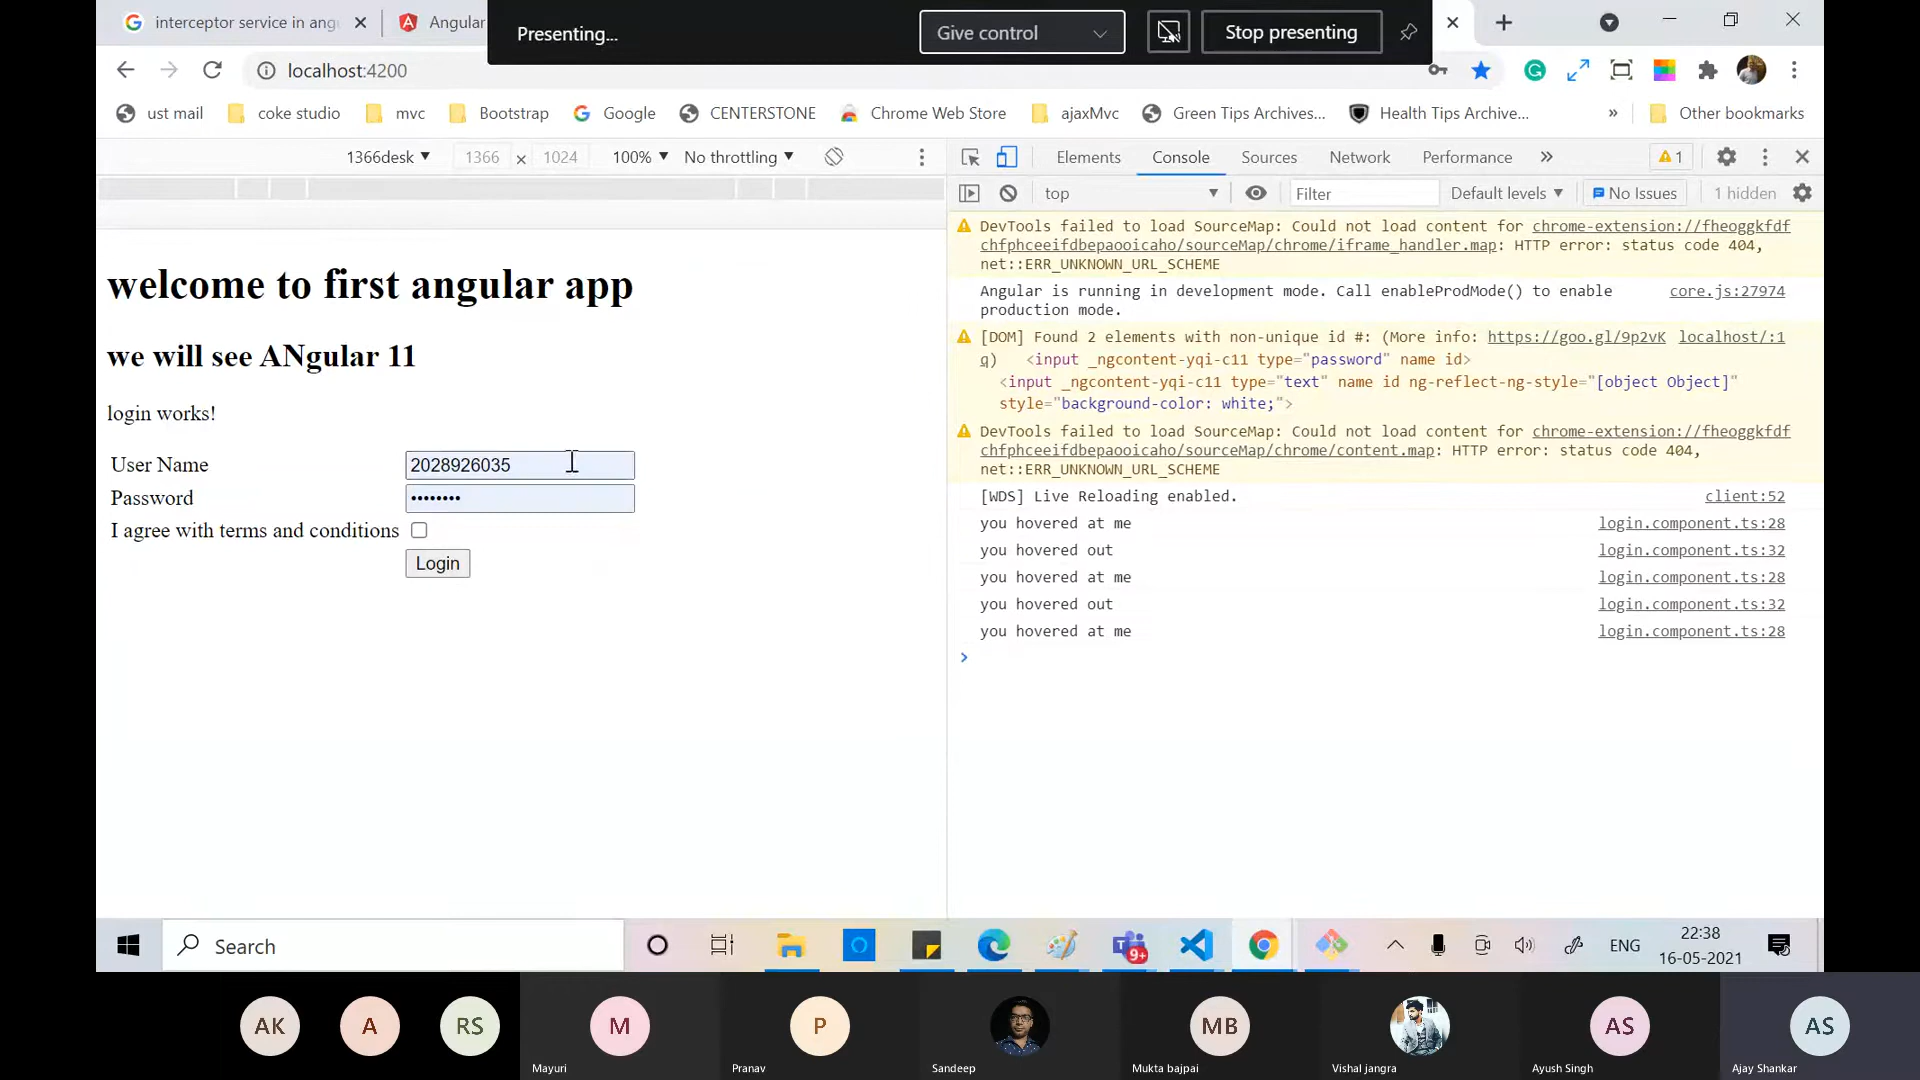 interceptor service in angu
Angular
Presenting...
Give control
Stop presenting
localhost:4200
ust mail
coke studio
mvc
Bootstrap
Google
CENTERSTONE
Chrome Web Store
ajaxMvc
Green Tips Archives...
Health Tips Archive...
»
Other bookmarks
1366desk
1366 × 1024
100%
No throttling
Elements
Console
Sources
Network
Performance
»
1
top
Filter
Default levels
No Issues
1 hidden
welcome to first angular app
we will see ANgular 11
login works!
User Name 2028926035
Password ••••••••
I agree with terms and conditions
Login
DevTools failed to load SourceMap: Could not load content for chrome-extension://fheoggkfdf
chfphceeifdbepaooicaho/sourceMap/chrome/iframe_handler.map: HTTP error: status code 404,
net::ERR_UNKNOWN_URL_SCHEME
Angular is running in development mode. Call enableProdMode() to enable core.js:27974
production mode.
[DOM] Found 2 elements with non-unique id #: (More info: https://goo.gl/9p2vK localhost/:1
q) <input _ngcontent-yqi-c11 type="password" name id>
<input _ngcontent-yqi-c11 type="text" name id ng-reflect-ng-style="[object Object]"
style="background-color: white;">
DevTools failed to load SourceMap: Could not load content for chrome-extension://fheoggkfdf
chfphceeifdbepaooicaho/sourceMap/chrome/content.map: HTTP error: status code 404,
net::ERR_UNKNOWN_URL_SCHEME
[WDS] Live Reloading enabled. client:52
you hovered at me login.component.ts:28
you hovered out login.component.ts:32
you hovered at me login.component.ts:28
you hovered out login.component.ts:32
you hovered at me login.component.ts:28
Search
9+
ENG
22:38
16-05-2021
AK
A
RS
M
P
MB
AS
AS
Mayuri
Pranav
Sandeep
Mukta bajpai
Vishal jangra
Ayush Singh
Ajay Shankar